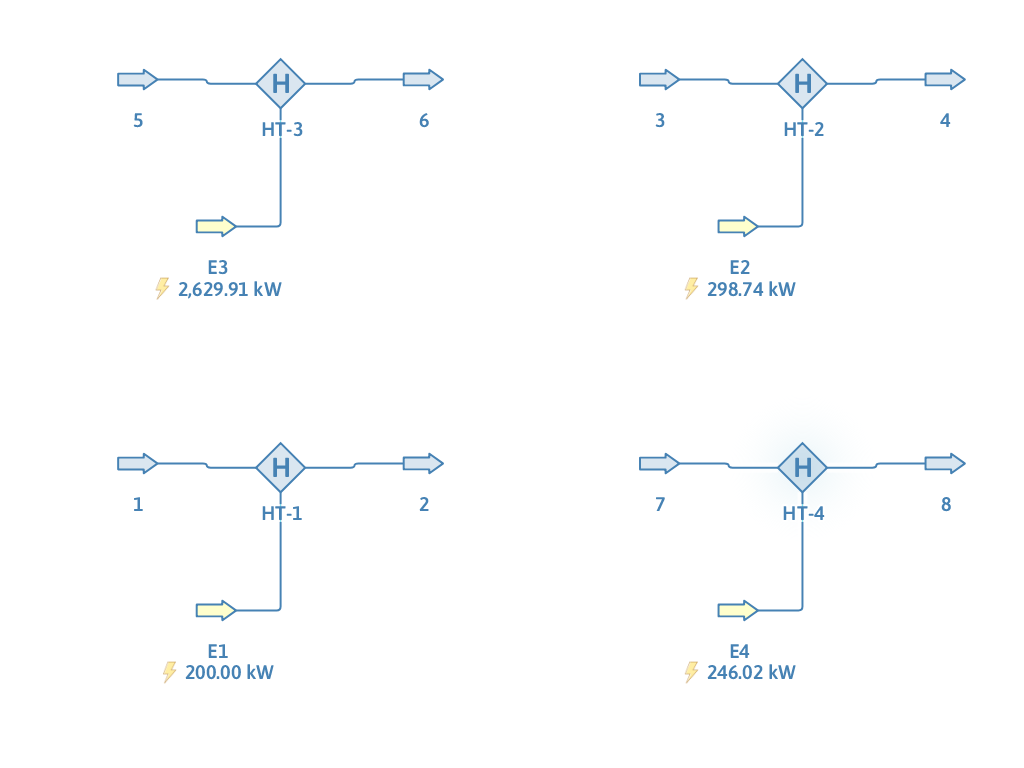 H
H
5
6
HT-3
3
4
HT-2
E3
2,629.91 kW
E2
298.74 kW
H
H
1
2
HT-1
7
8
HT-4
E1
200.00 kW
E4
246.02 kW